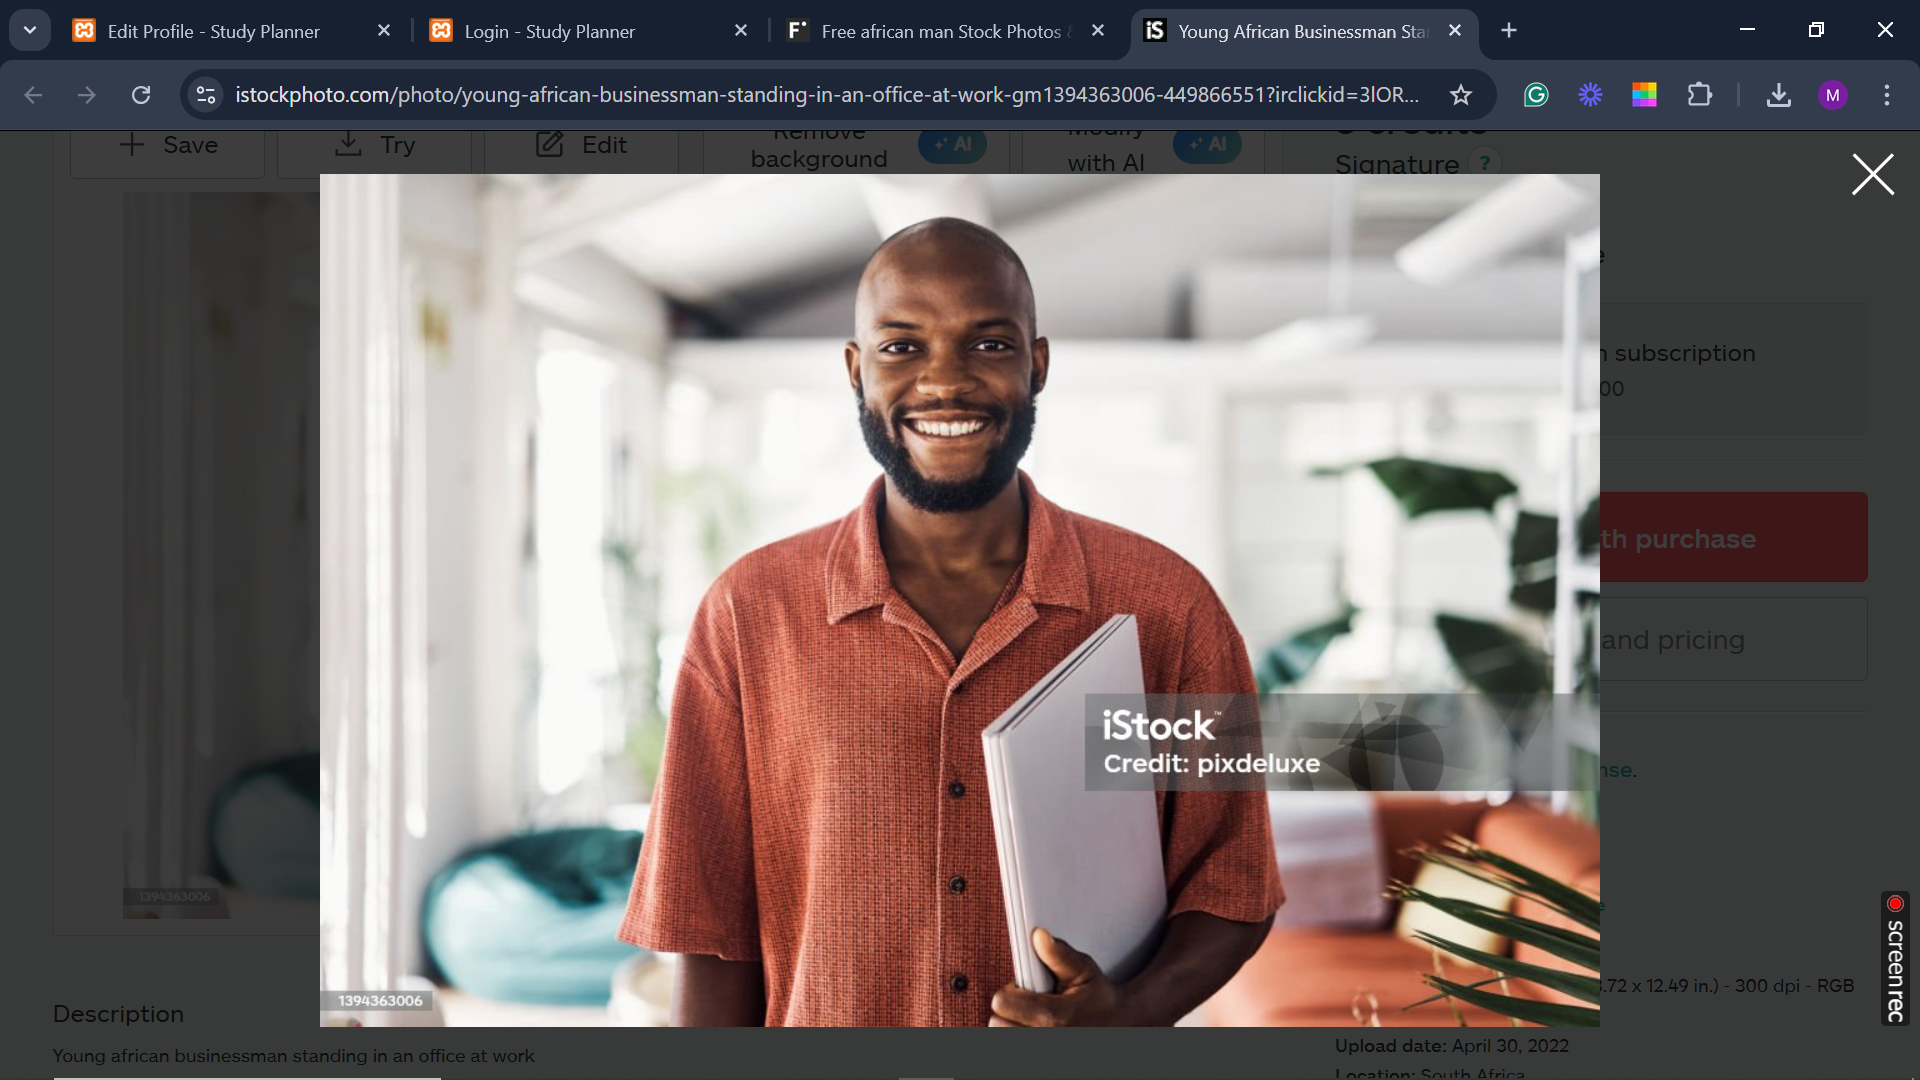 Edit Profile - Study Planner
Login - Study Planner
Free african man Stock Photos
Young African Businessman Sta
istockphoto.com/photo/young-african-businessman-standing-in-an-office-at-work-gm1394363006-449866551?irclickid=3lOR...
M
Save
Try
Edit
Remove
background
AI
Modify
with AI
AI
credits
Signature ?
subscription
00
th purchase
and pricing
nse.
iStock™
Credit: pixdeluxe
1394363006
1394363006
.72 x 12.49 in.) - 300 dpi - RGB
Description
Young african businessman standing in an office at work
Upload date: April 30, 2022
Location: South Africa
screenrec